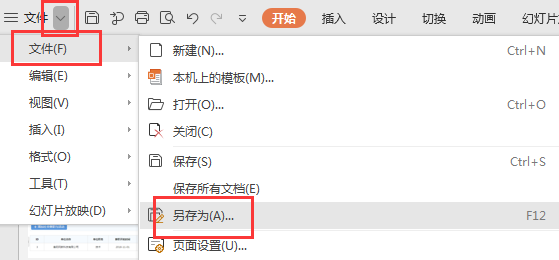 文件 开始 插入 设计 切换 动画 幻灯片
文件(F)
编辑(E)
视图(V)
插入(I)
格式(O)
工具(T)
幻灯片放映(D)
新建(N)... Ctrl+N
本机上的模板(M)...
打开(O)... Ctrl+O
关闭(C)
保存(S) Ctrl+S
保存所有文档(E)
另存为(A)... F12
页面设置(U)...